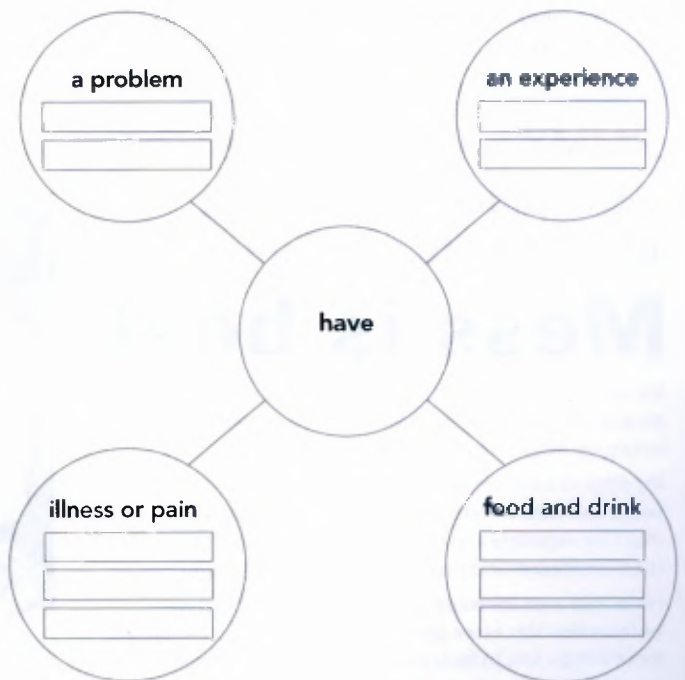 a problem
an experience
have
illness or pain
food and drink